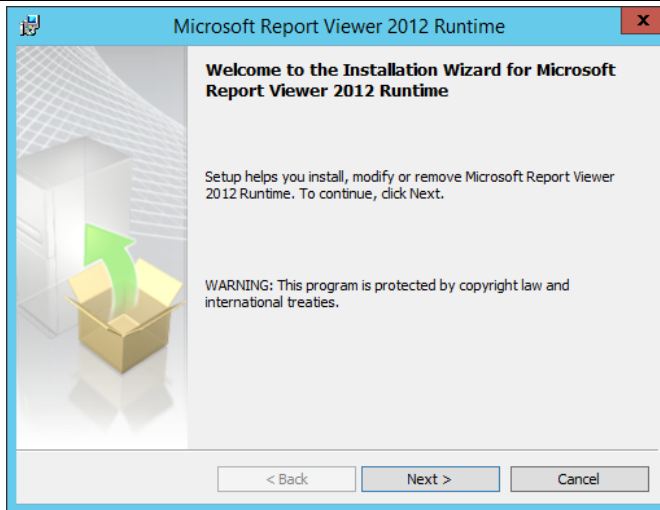 Microsoft Report Viewer 2012 Runtime
x
Welcome to the Installation Wizard for Microsoft
Report Viewer 2012 Runtime
Setup helps you install, modify or remove Microsoft Report Viewer
2012 Runtime. To continue, click Next.
WARNING: This program is protected by copyright law and
international treaties.
< Back
Next >
Cancel